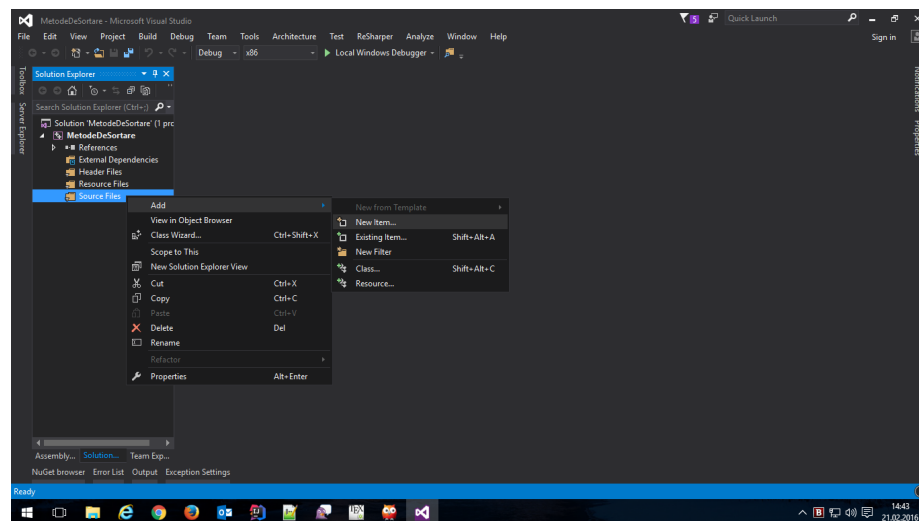 MetodeDeSortare - Microsoft Visual Studio
5
Quick Launch
File Edit View Project Build Debug Team Tools Architecture Test ReSharper Analyze Window Help
Sign in
Debug x86 Local Windows Debugger
Toolbox
Server Explorer
Solution Explorer
Search Solution Explorer (Ctrl+;)
Solution 'MetodeDeSortare' (1 prc
MetodeDeSortare
References
External Dependencies
Header Files
Resource Files
Source Files
Add
View in Object Browser
Class Wizard... Ctrl+Shift+X
Scope to This
New Solution Explorer View
Cut Ctrl+X
Copy Ctrl+C
Paste Ctrl+V
Delete Del
Rename
Refactor
Properties Alt+Enter
New from Template
New Item...
Existing Item... Shift+Alt+A
New Filter
Class... Shift+Alt+C
Resource...
Notifications
Properties
Assembly... Solution... Team Exp...
NuGet browser Error List Output Exception Settings
Ready
14:43
21.02.2016